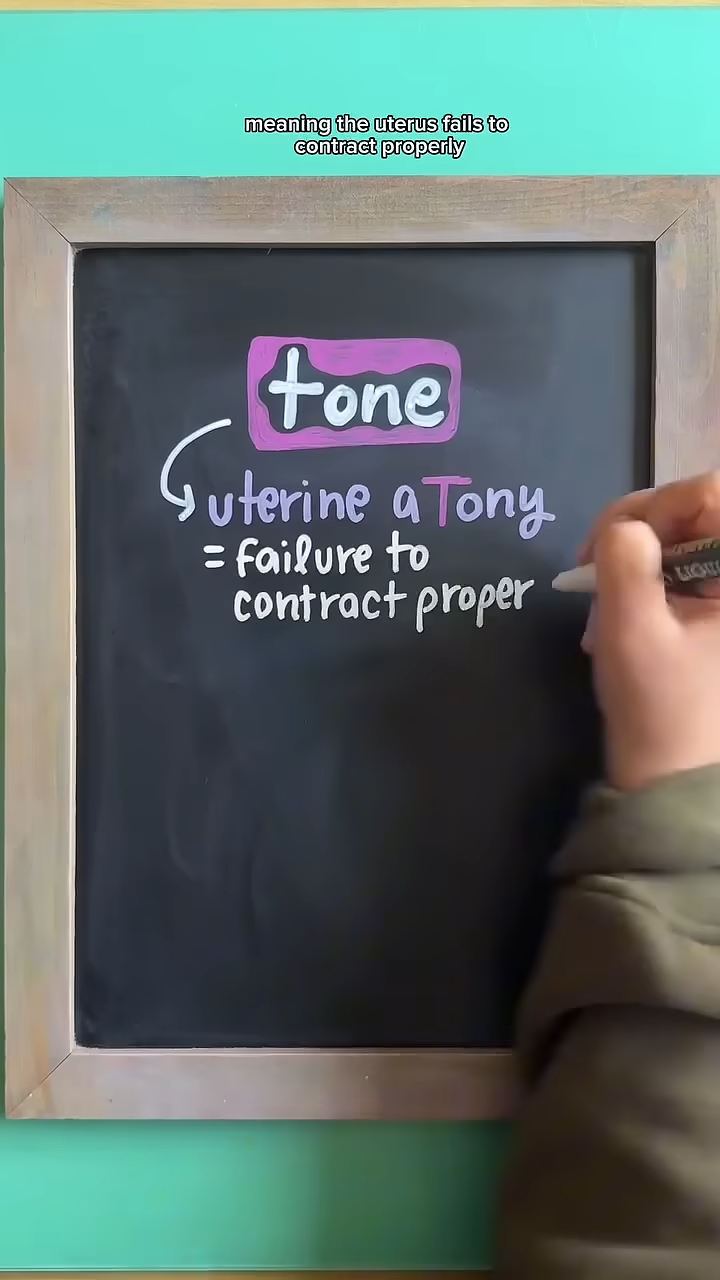 meaning the uterus fails to
contract properly
tone
uterine aTony
= failure to
contract proper